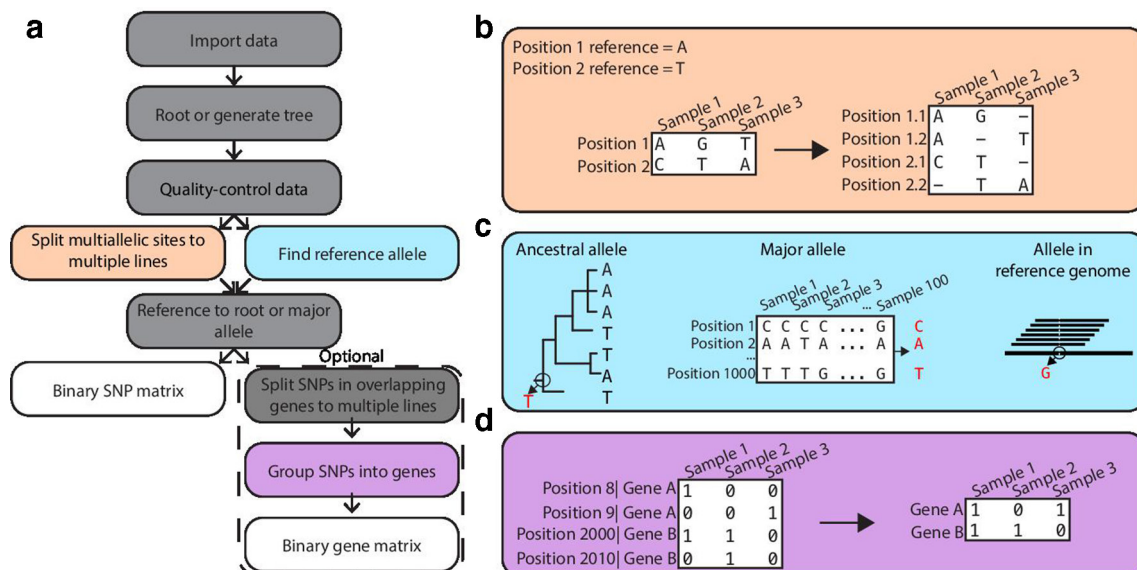 a
Import data
Root or generate tree
Quality-control data
Split multiallelic sites to
multiple lines
Find reference allele
Reference to root or major
allele
Optional
Binary SNP matrix
Split SNPs in overlapping
genes to multiple lines
Group SNPs into genes
Binary gene matrix
b
Position 1 reference = A
Position 2 reference = T
Sample 1 Sample 2 Sample 3
Position 1 A G T
Position 2 C T A
Sample 1 Sample 2 Sample 3
Position 1.1 A G –
Position 1.2 A – T
Position 2.1 C T –
Position 2.2 – T A
c
Ancestral allele
A
A
A
T
T
A
T
T
Major allele
Sample 1 Sample 2 Sample 3 ... Sample 100
Position 1 C C C C ... G C
Position 2 A A T A ... A A
...
Position 1000 T T T G ... G T
Allele in
reference genome
G
d
Sample 1 Sample 2 Sample 3
Position 8| Gene A 1 0 0
Position 9| Gene A 0 0 1
Position 2000| Gene B 1 1 0
Position 2010| Gene B 0 1 0
Sample 1 Sample 2 Sample 3
Gene A 1 0 1
Gene B 1 1 0